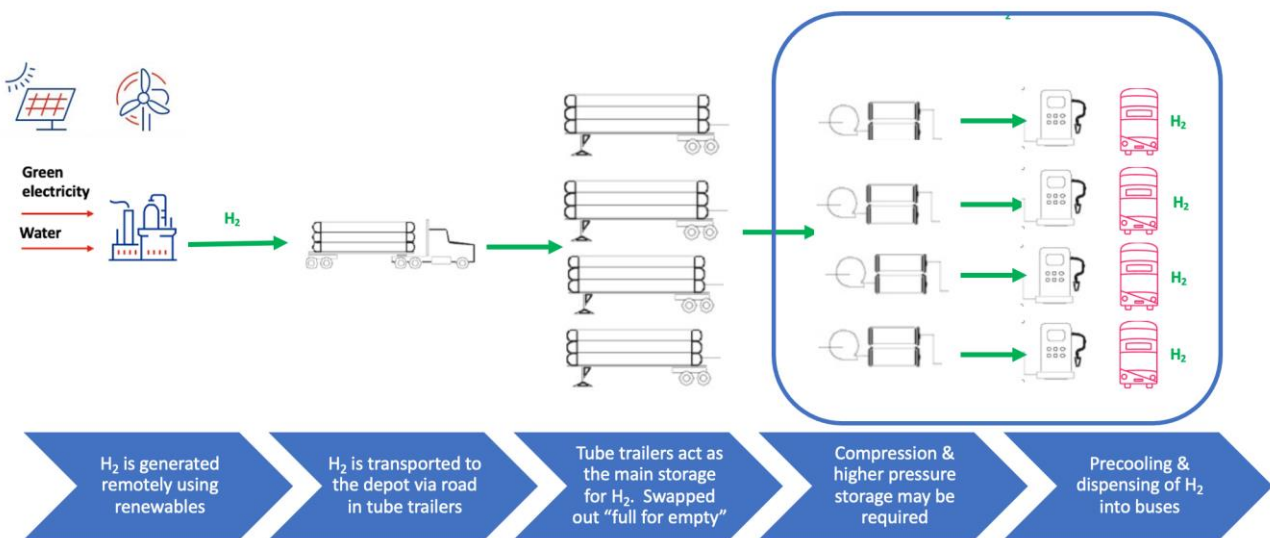 2
Green
electricity
Water
H₂
H₂
H₂
H₂
H₂
H₂ is generated
remotely using
renewables
H₂ is transported to
the depot via road
in tube trailers
Tube trailers act as
the main storage
for H₂.  Swapped
out “full for empty”
Compression &
higher pressure
storage may be
required
Precooling &
dispensing of H₂
into buses